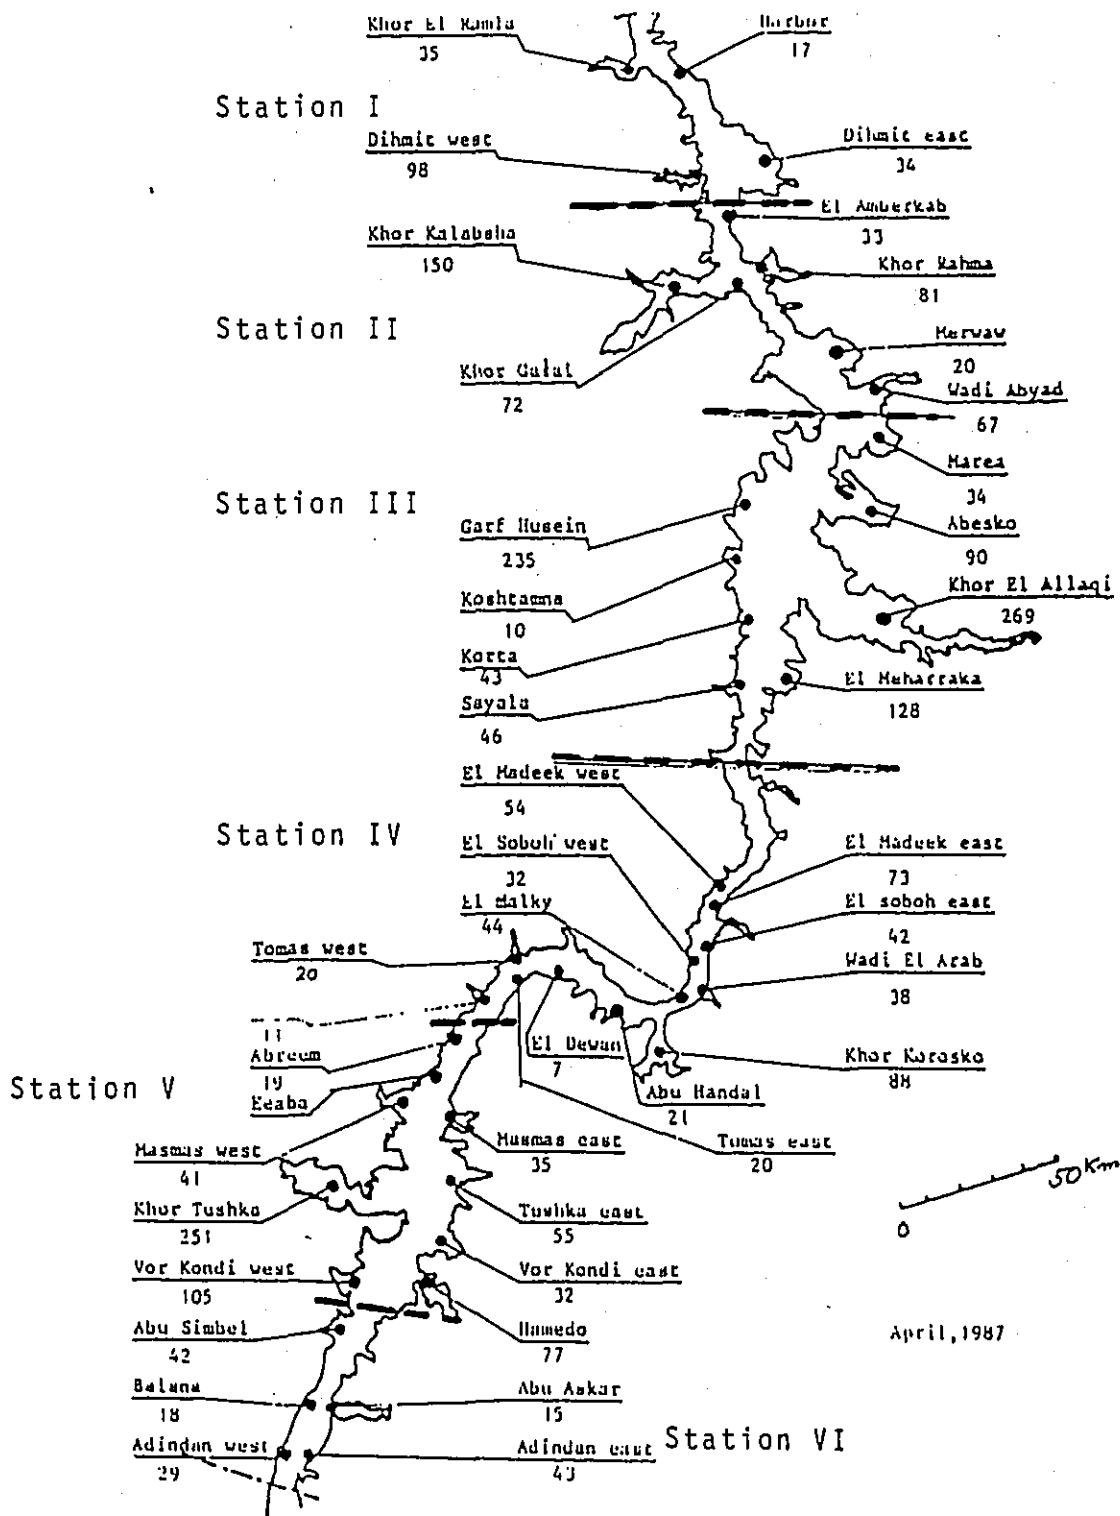 Khor El Ramla
35
Harbor
17
Station I
Dihmit west
98
Dihmit east
34
El Amberkab
33
Khor Kalabsha
150
Khor Rahma
81
Station II
Merwaw
20
Khor Galal
72
Wadi Abyad
67
Marea
34
Station III
Garf Husein
235
Abesko
90
Koshtamna
10
Khor El Allaqi
269
Korta
43
Sayala
46
El Meharraka
128
El Madeek west
54
Station IV
El Soboh west
32
El Madeek east
73
El Malky
44
El soboh east
42
Tomas west
20
Wadi El Arab
38
11
Abreem
19
El Dewan
7
Khor Korosko
88
Station V
Eeaba
Abu Handal
21
Masmas west
41
Masmas east
35
Tomas east
20
50 Km
0
Khor Tushka
251
Tushka east
55
Vor Kondi west
105
Vor Kondi east
32
Abu Simbel
42
Hamedo
77
April, 1987
Balana
18
Abu Askar
15
Adindan west
29
Adindan east
43
Station VI